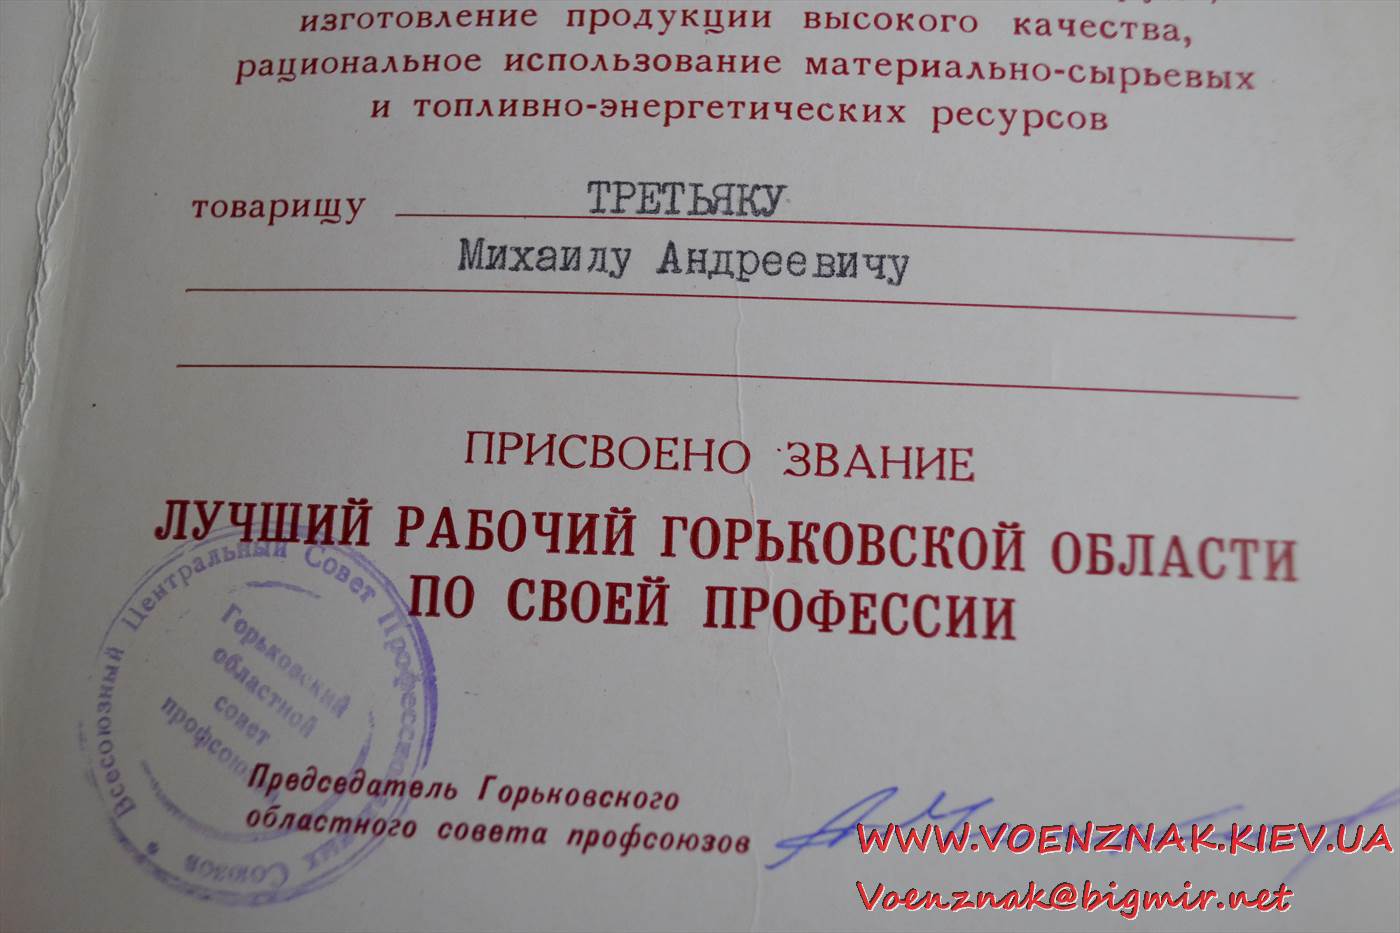 изготовление продукции высокого качества,
рациональное использование материально-сырьевых
и топливно-энергетических ресурсов
товарищу ТРЕТЬЯКУ
Михаилу Андреевичу
ПРИСВОЕНО ЗВАНИЕ
ЛУЧШИЙ РАБОЧИЙ ГОРЬКОВСКОЙ ОБЛАСТИ
ПО СВОЕЙ ПРОФЕССИИ
Всесоюзный Центральный Совет Профессиональных Союзов
Горьковский
областной
совет
профсоюзов
Председатель Горьковского
областного совета профсоюзов
WWW.VOENZNAK.KIEV.UA
Voenznak@bigmir.net